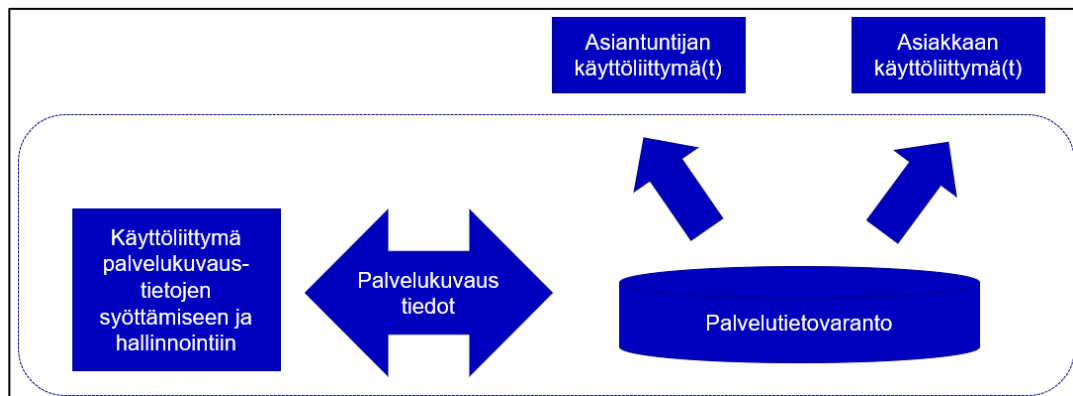 Asiantuntijan
käyttöliittymä(t)
Asiakkaan
käyttöliittymä(t)
Käyttöliittymä
palvelukuvaus-
tietojen
syöttämiseen ja
hallinnointiin
Palvelukuvaus
tiedot
Palvelutietovaranto